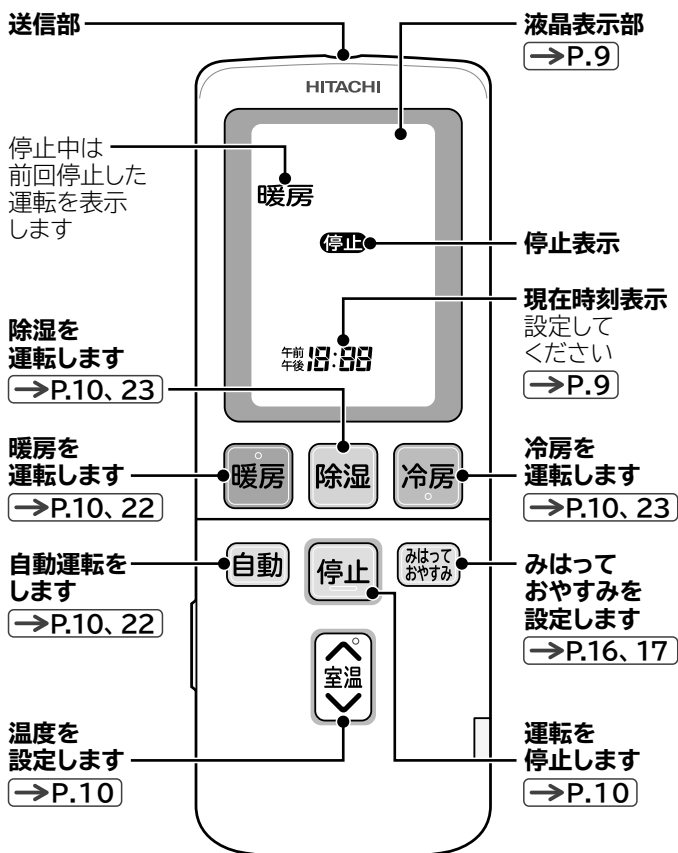 送信部
液晶表示部
→P.9
HITACHI
停止中は
前回停止した
運転を表示
します
暖房
停止
停止表示
現在時刻表示
設定して
ください
→P.9
午前
午後
18:88
除湿を
運転します
→P.10、23
暖房を
運転します
→P.10、22
暖房
除湿
冷房
冷房を
運転します
→P.10、23
自動運転を
します
→P.10、22
自動
停止
みはって
おやすみ
みはって
おやすみを
設定します
→P.16、17
室温
温度を
設定します
→P.10
運転を
停止します
→P.10